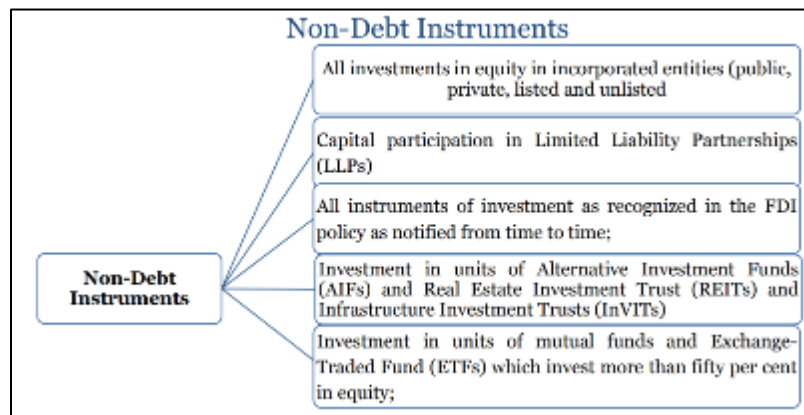 Non-Debt Instruments
All investments in equity in incorporated entities (public,
private, listed and unlisted
Capital participation in Limited Liability Partnerships
(LLPs)
All instruments of investment as recognized in the FDI
policy as notified from time to time;
Non-Debt
Instruments
Investment in units of Alternative Investment Funds
(AIFs) and Real Estate Investment Trust (REITs) and
Infrastructure Investment Trusts (InVITs)
Investment in units of mutual funds and Exchange-
Traded Fund (ETFs) which invest more than fifty per cent
in equity;